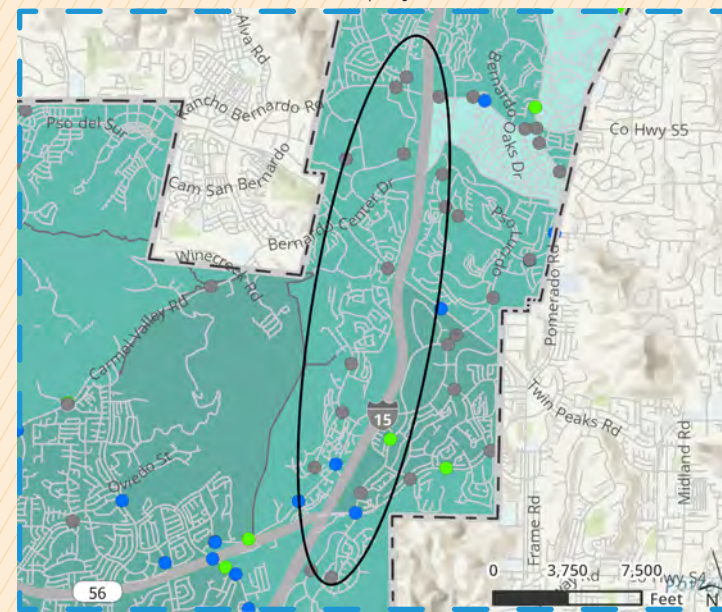 Alva Rd
Rancho Bernardo Rd
Pso del Sur
Bernardo Oaks Dr
Co Hwy S5
Cam San Bernardo
Bernardo Center Dr
Winecreek Rd
Pomerado Rd
Carmel Valley Rd
15
Twin Peaks Rd
Midland Rd
Oviedo St
Frame Rd
0 3,750 7,500
Feet
56
N